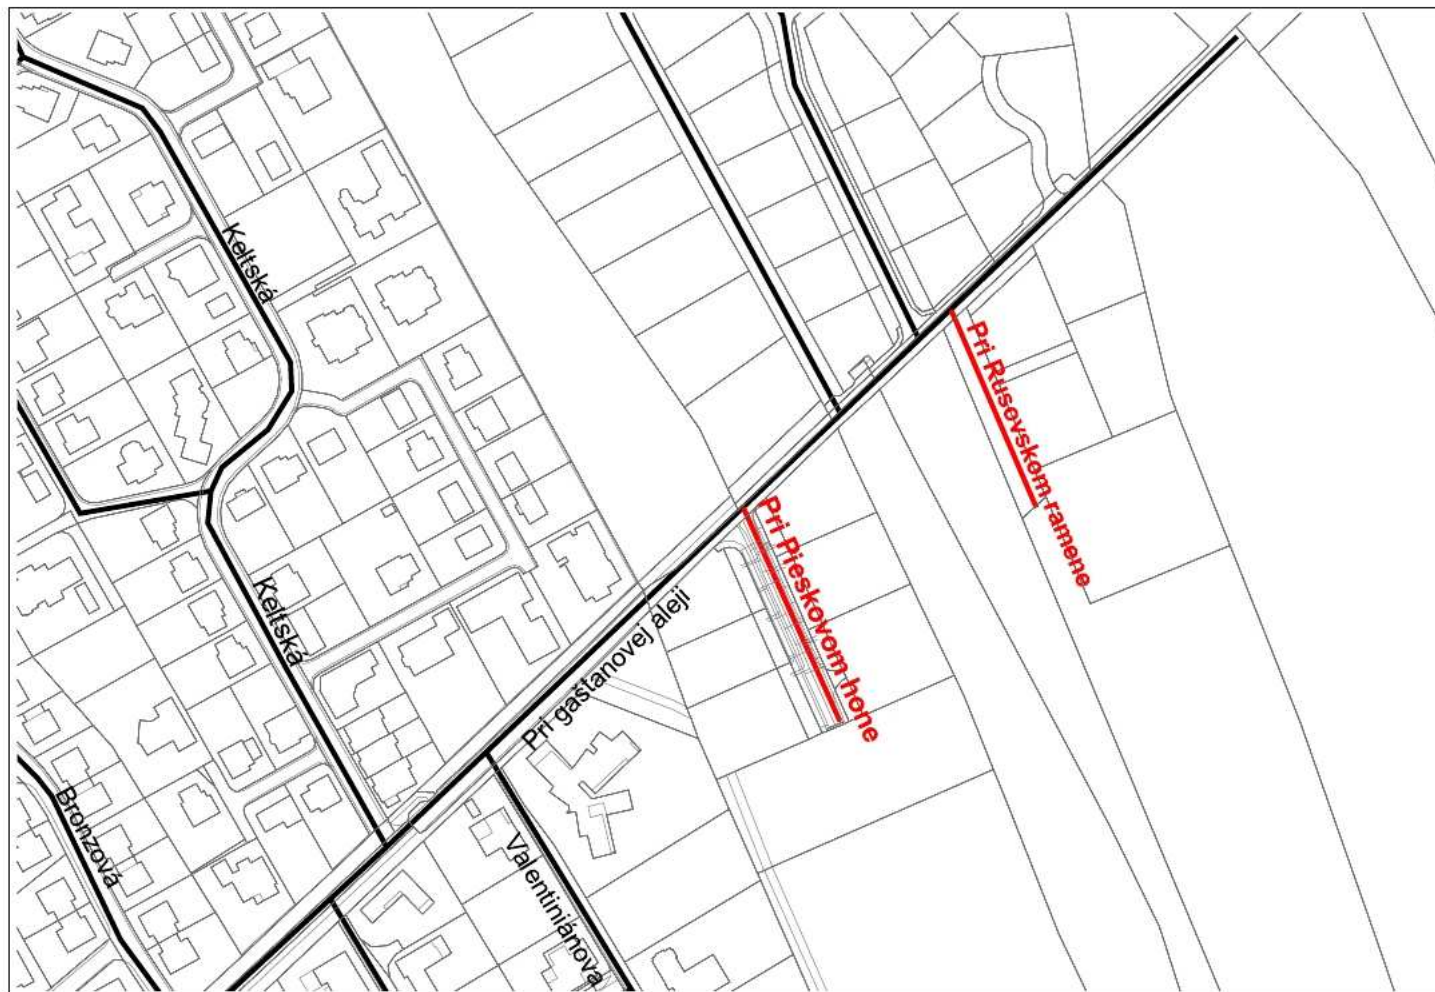 Keltská
Pri Rusovskom ramene
Pri Pieskovom hone
Keltská
Pri gaštanovej aleji
Bronzová
Valentiniánova